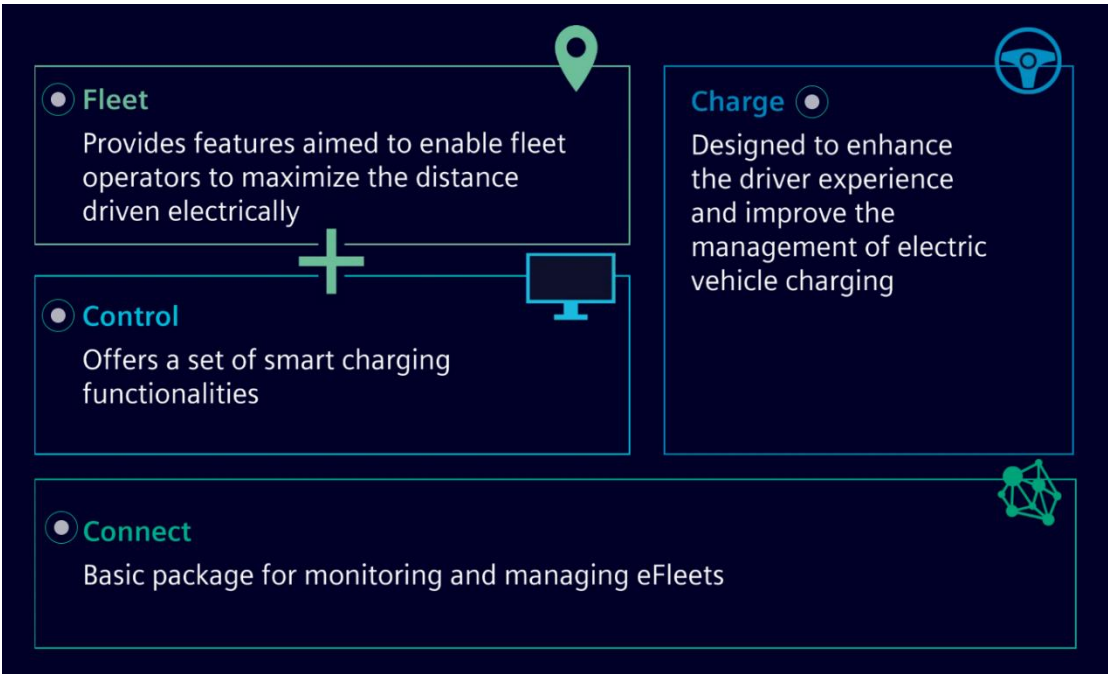 Fleet
Provides features aimed to enable fleet
operators to maximize the distance
driven electrically
Control
Offers a set of smart charging
functionalities
Charge
Designed to enhance
the driver experience
and improve the
management of electric
vehicle charging
Connect
Basic package for monitoring and managing eFleets